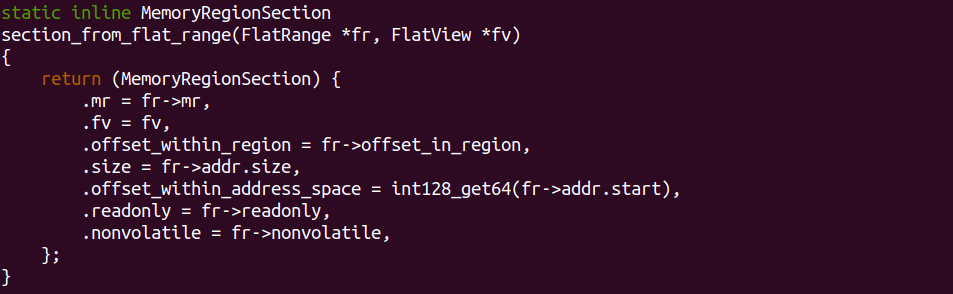 static inline MemoryRegionSection
section_from_flat_range(FlatRange *fr, FlatView *fv)
{
    return (MemoryRegionSection) {
        .mr = fr->mr,
        .fv = fv,
        .offset_within_region = fr->offset_in_region,
        .size = fr->addr.size,
        .offset_within_address_space = int128_get64(fr->addr.start),
        .readonly = fr->readonly,
        .nonvolatile = fr->nonvolatile,
    };
}